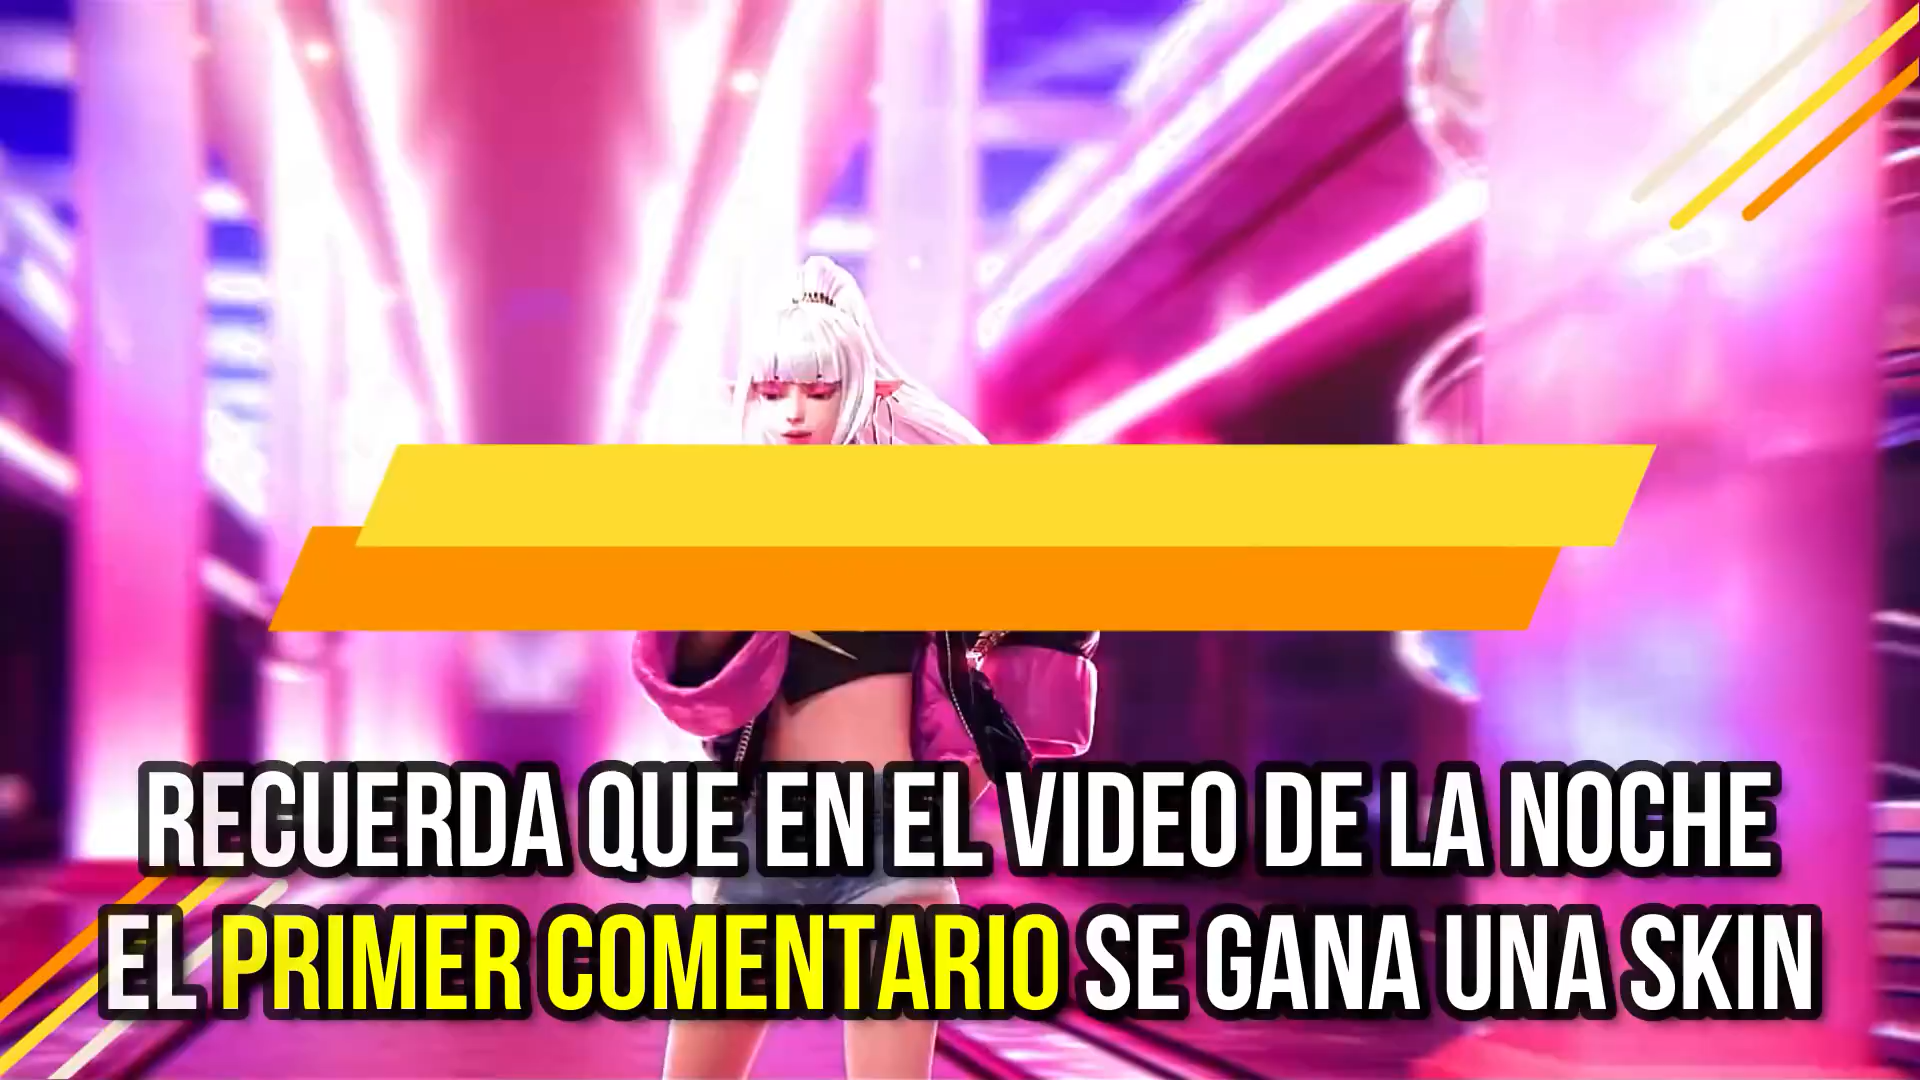 RECUERDA QUE EN EL VIDEO DE LA NOCHE
EL PRIMER COMENTARIO SE GANA UNA SKIN